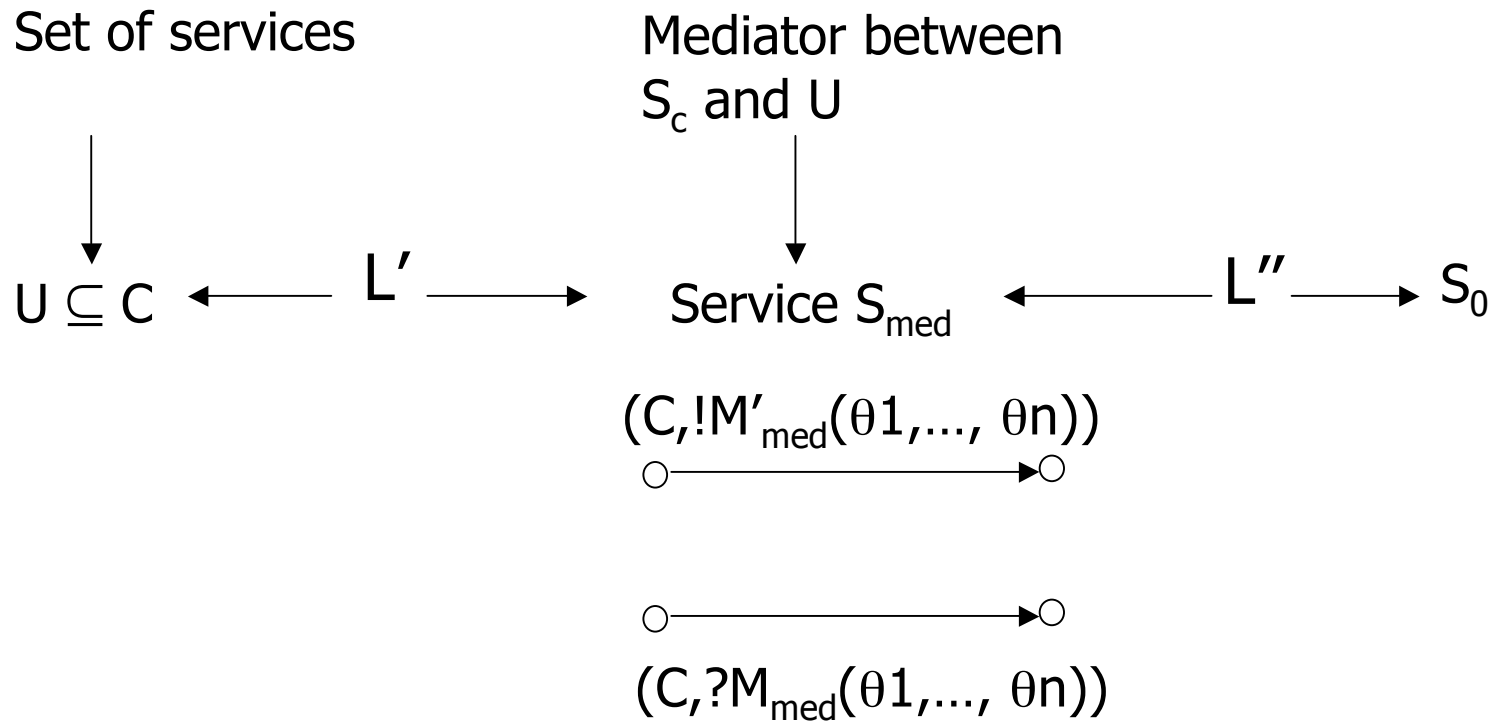 Set of services
Mediator between
S_c and U
U ⊆ C
L′
Service S_med
L″
S_0
(C,!M′_med(θ1,..., θn))
(C,?M_med(θ1,..., θn))